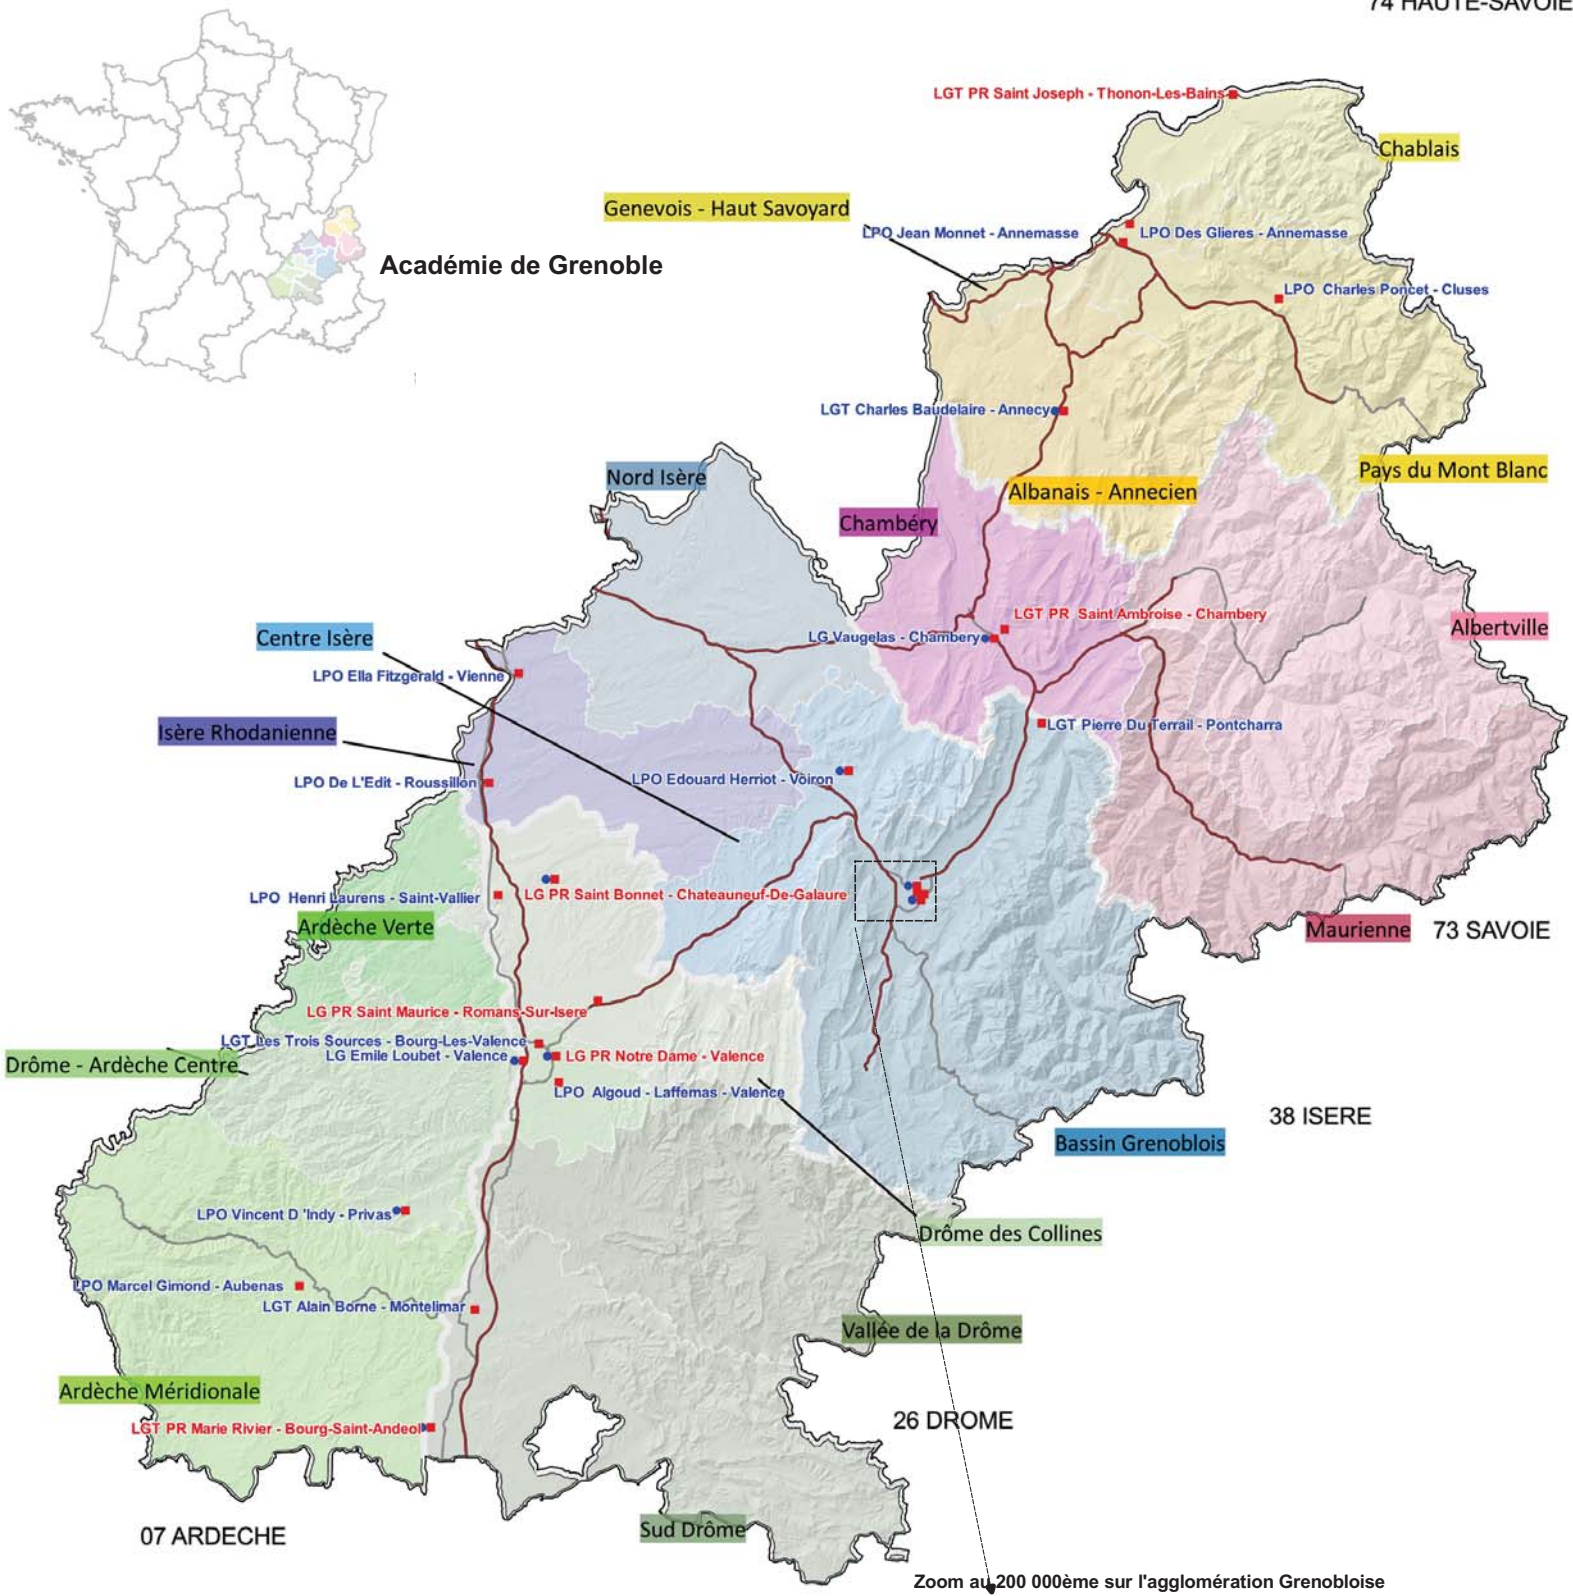 74 HAUTE-SAVOIE
LGT PR Saint Joseph - Thonon-Les-Bains
Chablais
Genevois - Haut Savoyard
LPO Jean Monnet - Annemasse
LPO Des Glieres - Annemasse
Académie de Grenoble
LPO Charles Poncet - Cluses
LGT Charles Baudelaire - Annecy
Nord Isère
Pays du Mont Blanc
Albanais - Annecien
Chambéry
LGT PR Saint Ambroise - Chambery
Albertville
Centre Isère
LG Vaugelas - Chambery
LPO Ella Fitzgerald - Vienne
Isère Rhodanienne
LGT Pierre Du Terrail - Pontcharra
LPO De L'Edit - Roussillon
LPO Edouard Herriot - Voiron
LPO Henri Laurens - Saint-Vallier
LG PR Saint Bonnet - Chateauneuf-De-Galaure
Ardèche Verte
Maurienne
73 SAVOIE
LG PR Saint Maurice - Romans-Sur-Isere
LGT Les Trois Sources - Bourg-Les-Valence
LG Emile Loubet - Valence
LG PR Notre Dame - Valence
Drôme - Ardèche Centre
LPO Algoud - Laffemas - Valence
38 ISERE
Bassin Grenoblois
LPO Vincent D 'Indy - Privas
Drôme des Collines
LPO Marcel Gimond - Aubenas
LGT Alain Borne - Montelimar
Vallée de la Drôme
Ardèche Méridionale
LGT PR Marie Rivier - Bourg-Saint-Andeol
26 DROME
07 ARDECHE
Sud Drôme
Zoom au 200 000ème sur l'agglomération Grenobloise